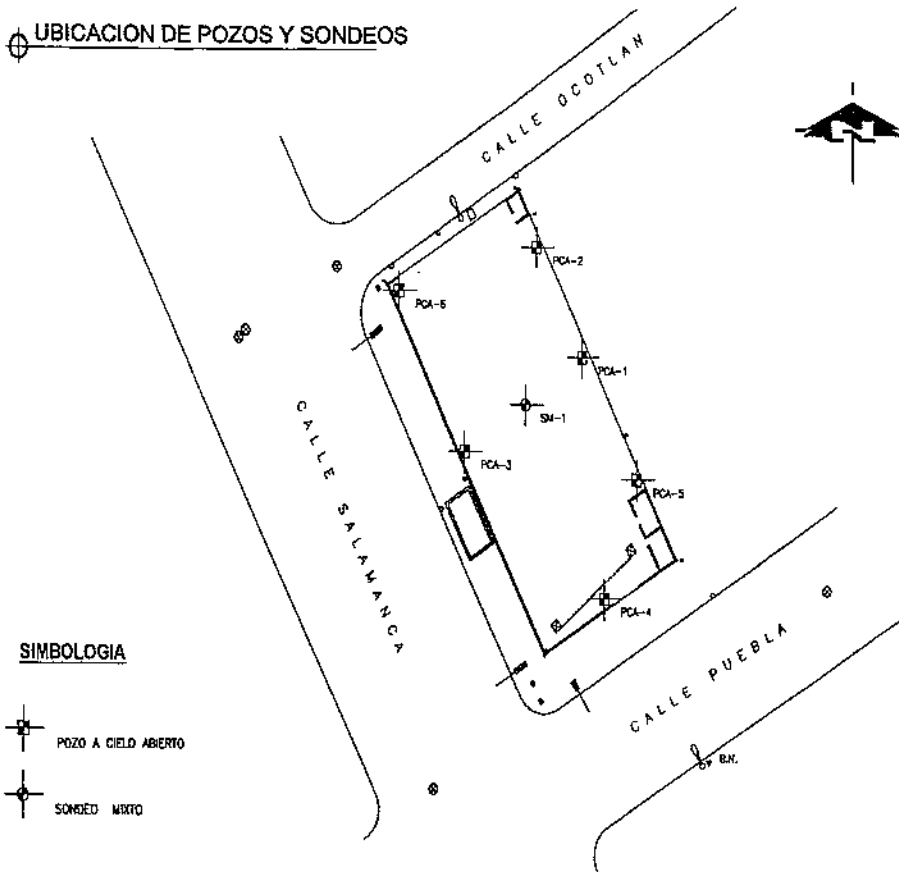 UBICACION DE POZOS Y SONDEOS
CALLE OCOTLAN
N
PCA-2
PCA-6
PCA-1
SM-1
CALLE SALAMANCA
PCA-3
PCA-5
PCA-4
CALLE PUEBLA
B.N.
SIMBOLOGIA
POZO A CIELO ABIERTO
SONDEO MIXTO